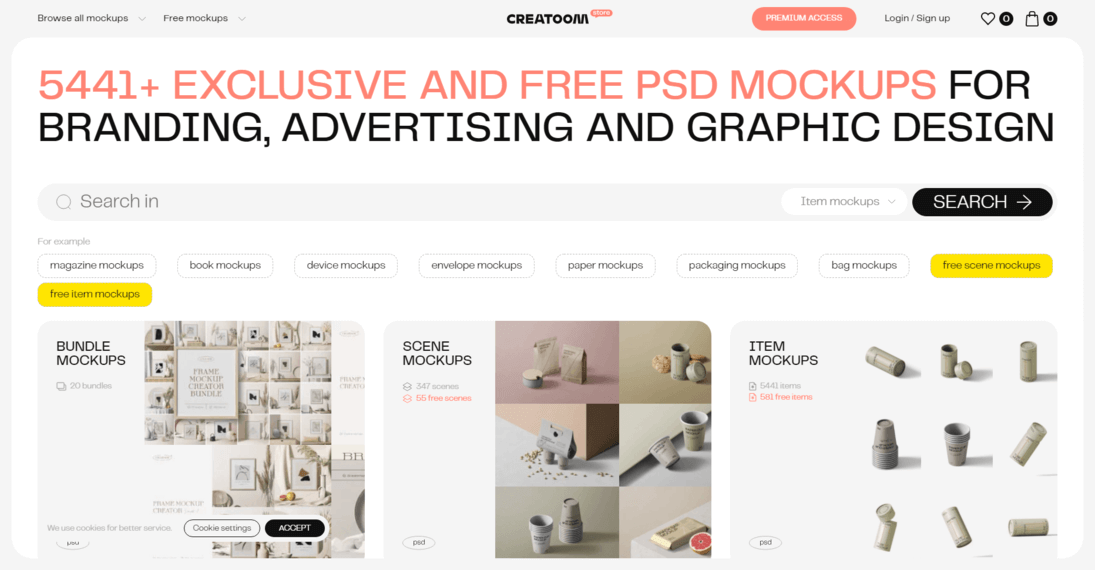 Browse all mockups
Free mockups
CREATOOM store
PREMIUM ACCESS
Login / Sign up
0
0
5441+ EXCLUSIVE AND FREE PSD MOCKUPS FOR
BRANDING, ADVERTISING AND GRAPHIC DESIGN
Search in
Item mockups
SEARCH
For example
magazine mockups
book mockups
device mockups
envelope mockups
paper mockups
packaging mockups
bag mockups
free scene mockups
free item mockups
BUNDLE
MOCKUPS
20 bundles
FRAME
MOCKUP
CREATOR
BUNDLE
SCENE
MOCKUPS
347 scenes
55 free scenes
psd
ITEM
MOCKUPS
5441 items
581 free items
psd
We use cookies for better service.
Cookie settings
ACCEPT
psd